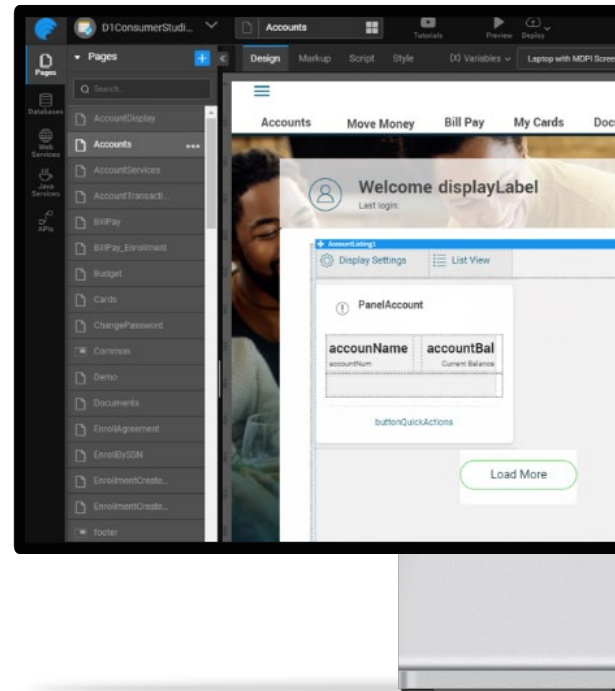 D1ConsumerStudi...
Accounts
Tutorials
Preview
Deploy
Pages
Pages
Design
Markup
Script
Style
(X) Variables
Laptop with MDPI Scree
Search...
Databases
Web
Services
Java
Services
APIs
AccountDisplay
Accounts
AccountServices
AccountTransacti...
BillPay
BillPay_Enrollment
Budget
Cards
ChangePassword
Common
Demo
Documents
EnrollAgreement
EnrollBySSN
EnrollmentCreate...
EnrollmentCreate...
footer
Accounts
Move Money
Bill Pay
My Cards
Docu
Welcome displayLabel
Last login:
AccountListing1
Display Settings
List View
PanelAccount
accounName
accountBal
accountNum
Current Balance
buttonQuickActions
Load More